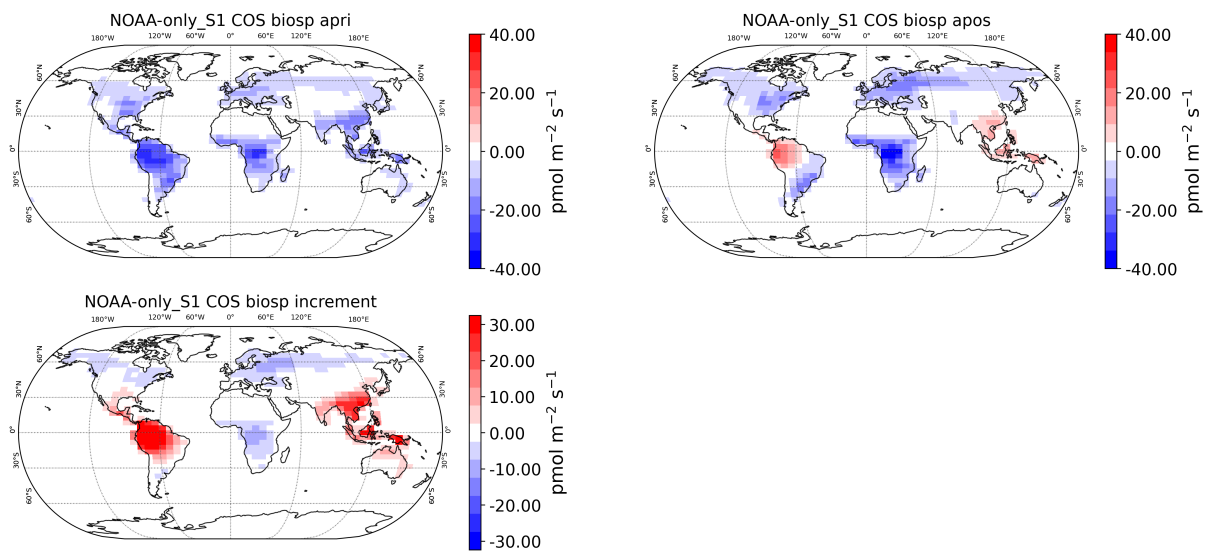 NOAA-only_S1 COS biosp apri
180°W 120°W 0° 60°E 120°E 180°E
60°N 60°N
30°N 30°N
0° 0°
30°S 30°S
60°S 60°S
40.00
20.00
0.00
-20.00
-40.00
pmol m⁻² s⁻¹
NOAA-only_S1 COS biosp apos
180°W 120°W 0° 60°E 120°E 180°E
60°N 60°N
30°N 30°N
0° 0°
30°S 30°S
60°S 60°S
40.00
20.00
0.00
-20.00
-40.00
pmol m⁻² s⁻¹
NOAA-only_S1 COS biosp increment
180°W 120°W 0° 60°E 120°E 180°E
60°N 60°N
30°N 30°N
0° 0°
30°S 30°S
60°S 60°S
30.00
20.00
10.00
0.00
-10.00
-20.00
-30.00
pmol m⁻² s⁻¹